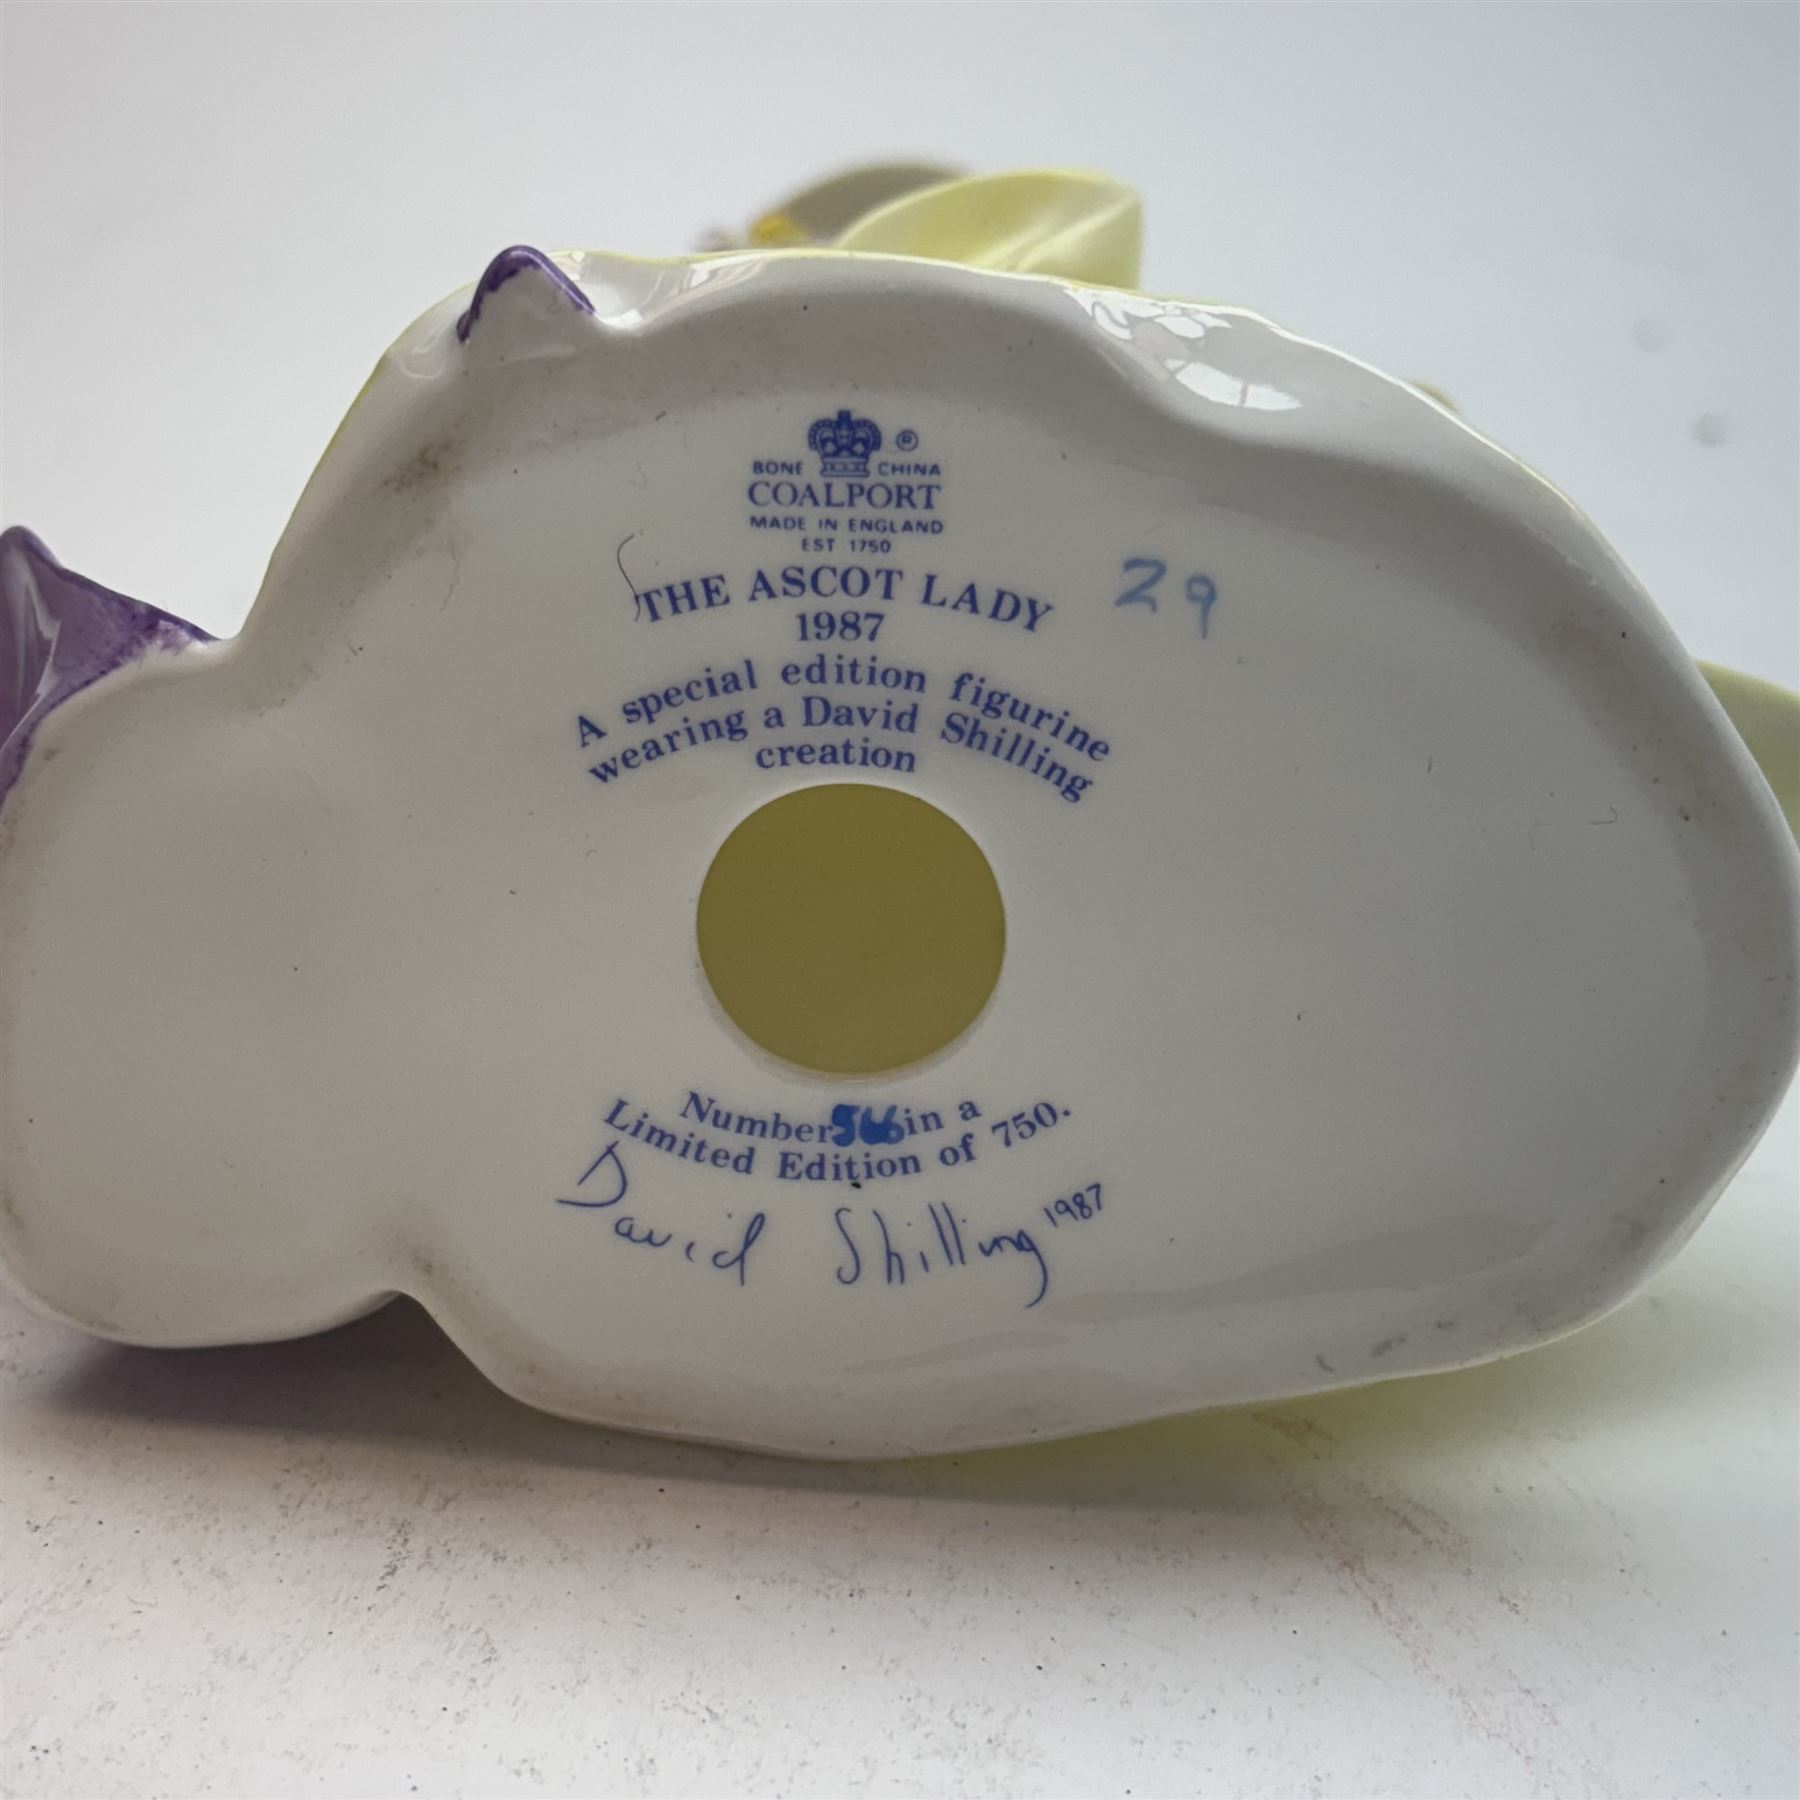 ®
BONE CHINA
COALPORT
MADE IN ENGLAND
EST 1750
THE ASCOT LADY
29
1987
A special edition figurine
wearing a David Shilling
creation
Number in a
Limited Edition of 750.
David Shilling 1987